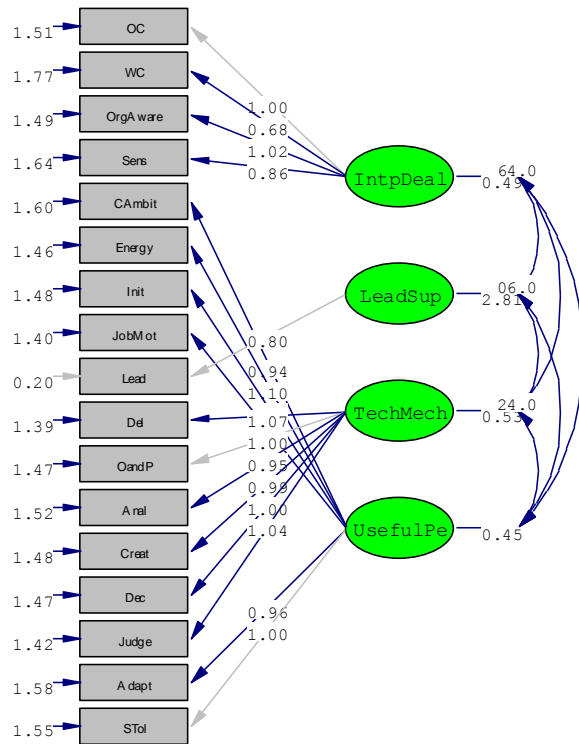 1.51 OC
1.77 WC
1.49 OrgAware
1.64 Sens
1.60 CAmbit
1.46 Energy
1.48 Init
1.40 JobMot
0.20 Lead
1.39 Del
1.47 OandP
1.52 Anal
1.48 Creat
1.47 Dec
1.42 Judge
1.58 Adapt
1.55 STol
1.00
0.68
1.02
0.86
0.80
0.94
1.10
1.07
1.00
0.95
0.99
1.00
1.04
0.96
1.00
IntpDeal
LeadSup
TechMech
UsefulPe
0.49
2.81
0.53
0.45